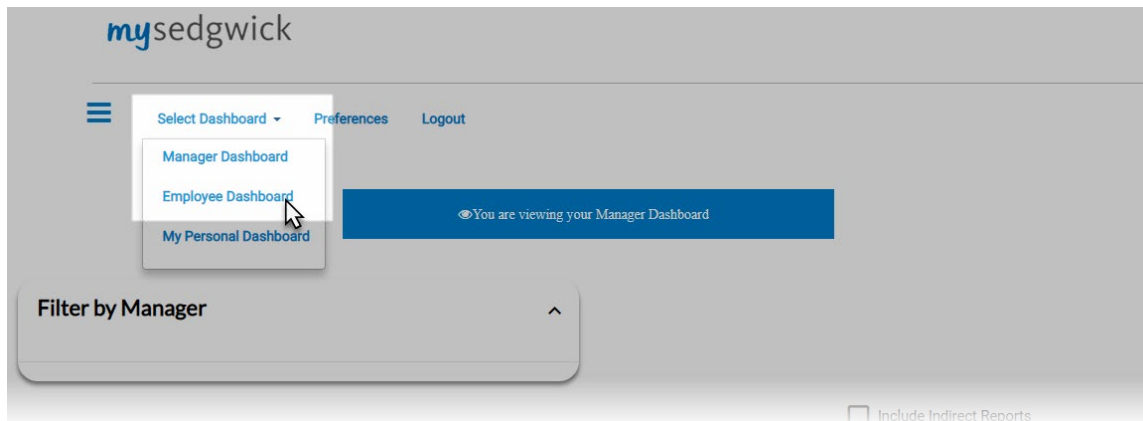 mysedgwick
Select Dashboard Preferences Logout
Manager Dashboard
Employee Dashboard
You are viewing your Manager Dashboard
My Personal Dashboard
Filter by Manager
Include Indirect Reports